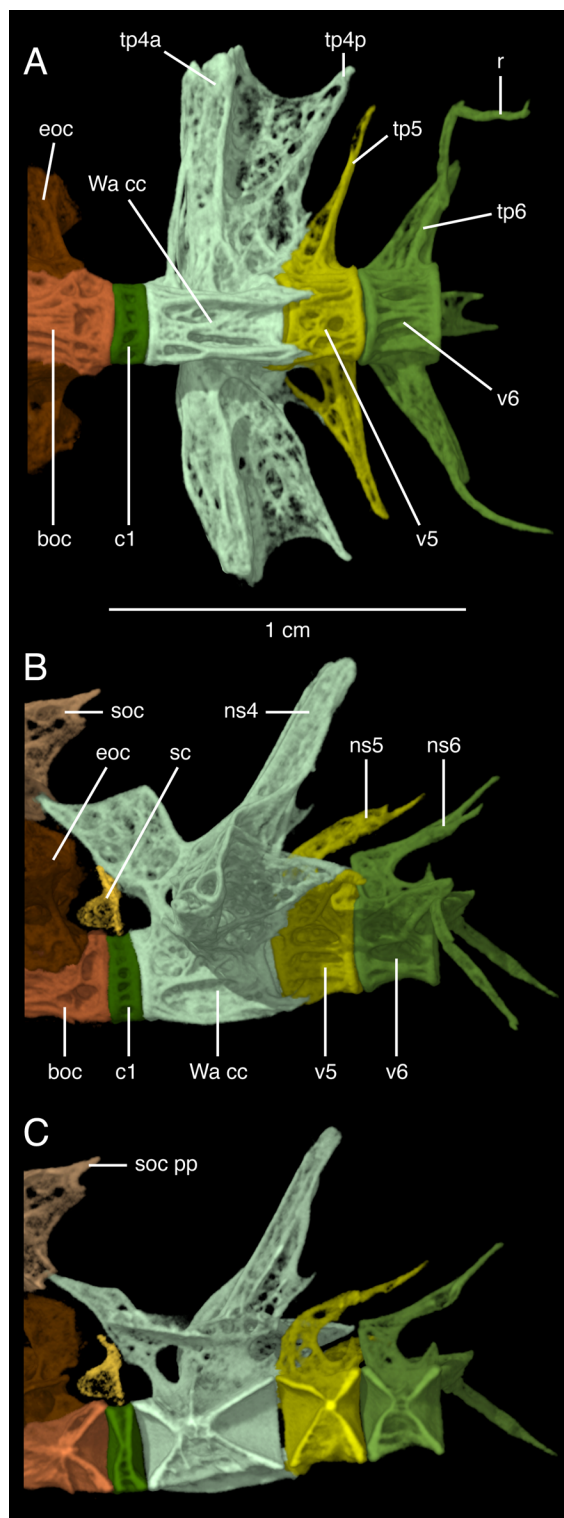 A
tp4a
tp4p
r
eoc
tp5
Wa cc
tp6
v6
boc
c1
v5
1 cm
B
soc
ns4
eoc
sc
ns5
ns6
boc
c1
Wa cc
v5
v6
C
soc pp